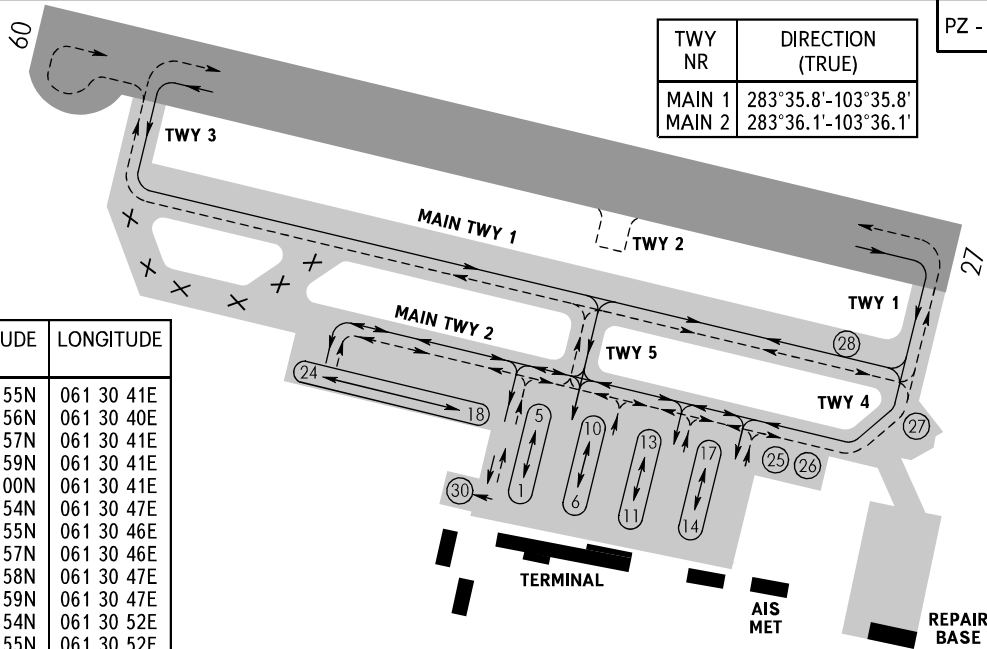 60
TWY NR DIRECTION (TRUE)
MAIN 1 283°35.8'-103°35.8'
MAIN 2 283°36.1'-103°36.1'
PZ -
TWY 3
MAIN TWY 1
TWY 2
27
TWY 1
28
MAIN TWY 2
TWY 5
TWY 4
24
18
5
10
13
17
25
26
27
30
1
6
11
14
TERMINAL
AIS
MET
REPAIR
BASE
UDE LONGITUDE
55N 061 30 41E
56N 061 30 40E
57N 061 30 41E
59N 061 30 41E
00N 061 30 41E
54N 061 30 47E
55N 061 30 46E
57N 061 30 46E
58N 061 30 47E
59N 061 30 47E
54N 061 30 52E
55N 061 30 52E